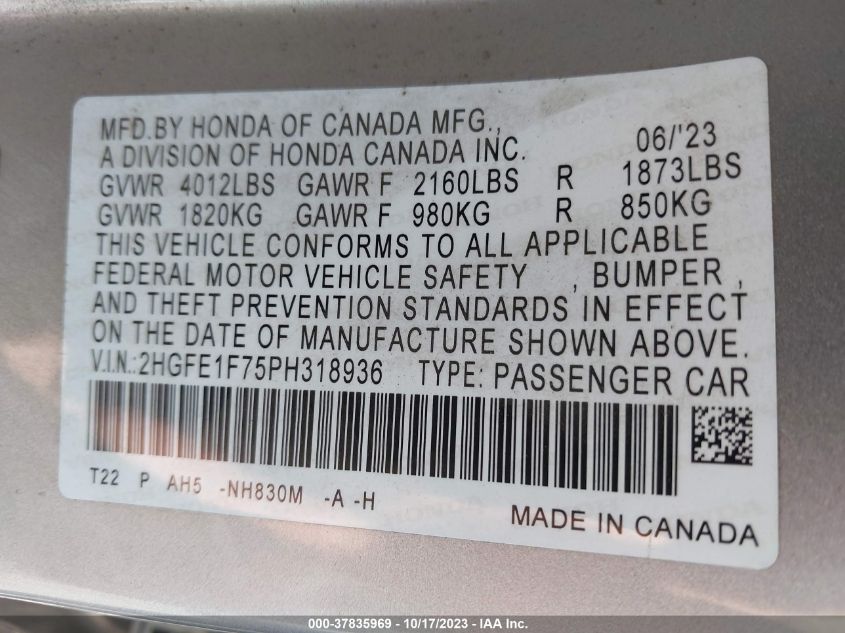 MFD.BY HONDA OF CANADA MFG., 06/'23
A DIVISION OF HONDA CANADA INC.
GVWR 4012LBS GAWR F 2160LBS R 1873LBS
GVWR 1820KG GAWR F 980KG R 850KG
THIS VEHICLE CONFORMS TO ALL APPLICABLE
FEDERAL MOTOR VEHICLE SAFETY , BUMPER ,
AND THEFT PREVENTION STANDARDS IN EFFECT
ON THE DATE OF MANUFACTURE SHOWN ABOVE.
V.I.N.:2HGFE1F75PH318936 TYPE: PASSENGER CAR
T22 P AH5 -NH830M -A -H
MADE IN CANADA
000-37835969 | 10/17/2023 - IAA Inc.